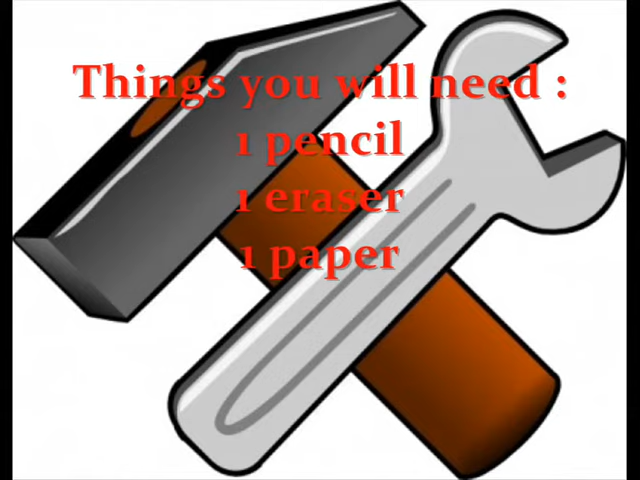 Things you will need :
1 pencil
1 eraser
1 paper